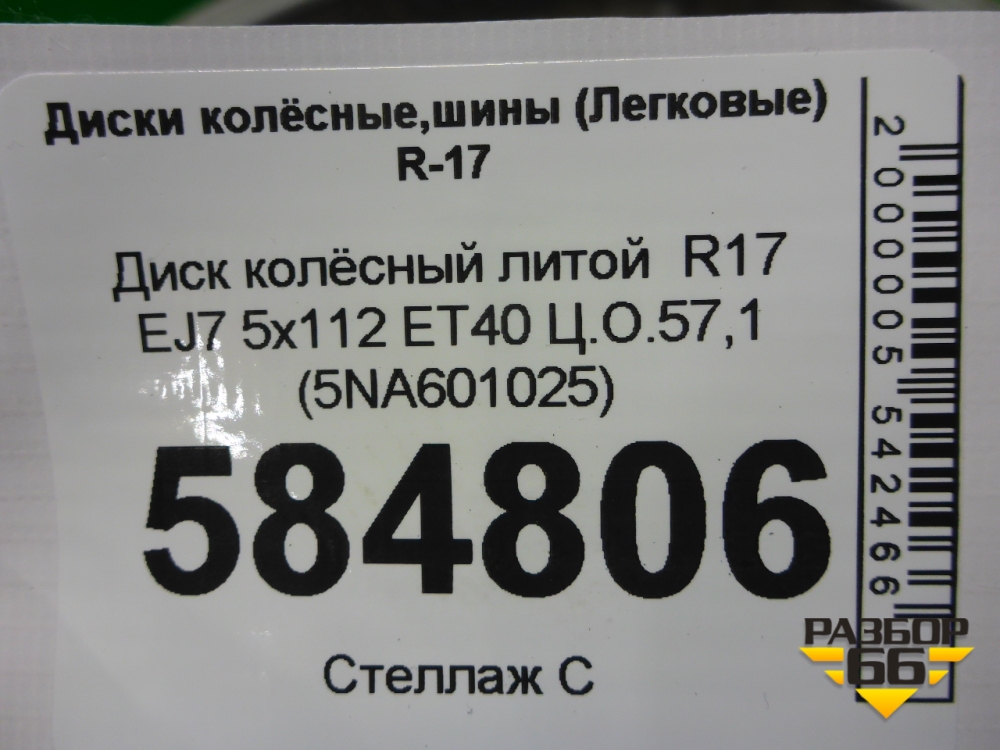 Диски колёсные,шины (Легковые)
R-17
Диск колёсный литой R17
EJ7 5x112 ET40 Ц.О.57,1
(5NA601025)
584806
Стеллаж С
2000005542466
РАЗБОР
66